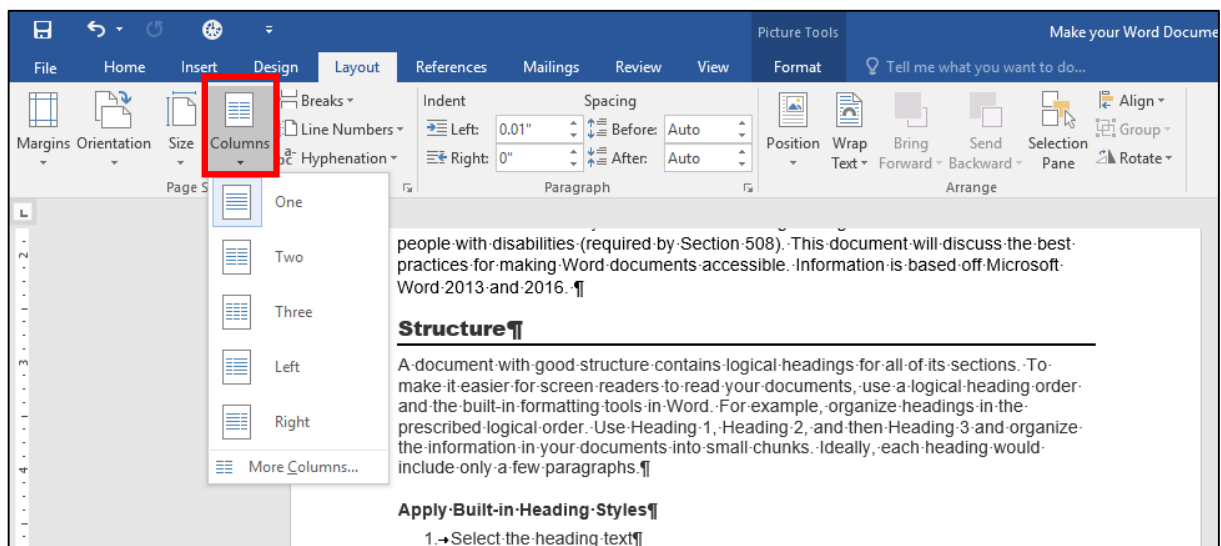 Picture Tools
Make your Word Docume
File Home Insert Design Layout References Mailings Review View Format Tell me what you want to do...
Margins Orientation Size Columns
Breaks
Line Numbers
Hyphenation
Page S
Indent Spacing
Left: 0.01" Before: Auto
Right: 0" After: Auto
Paragraph
Position Wrap Text Bring Forward Send Backward Selection Pane
Align
Group
Rotate
Arrange
One
Two
Three
Left
Right
More Columns...
2
3
4
people·with·disabilities·(required·by·Section·508).·This·document·will·discuss·the·best·
practices·for·making·Word·documents·accessible.·Information·is·based·off·Microsoft·
Word·2013·and·2016.·¶
Structure¶
A·document·with·good·structure·contains·logical·headings·for·all·of·its·sections.·To·
make·it·easier·for·screen·readers·to·read·your·documents,·use·a·logical·heading·order·
and·the·built-in·formatting·tools·in·Word.·For·example,·organize·headings·in·the·
prescribed·logical·order.·Use·Heading·1,·Heading·2,·and·then·Heading·3·and·organize·
the·information·in·your·documents·into·small·chunks.·Ideally,·each·heading·would·
include·only·a·few·paragraphs.¶
Apply·Built-in·Heading·Styles¶
1.→Select·the·heading·text¶